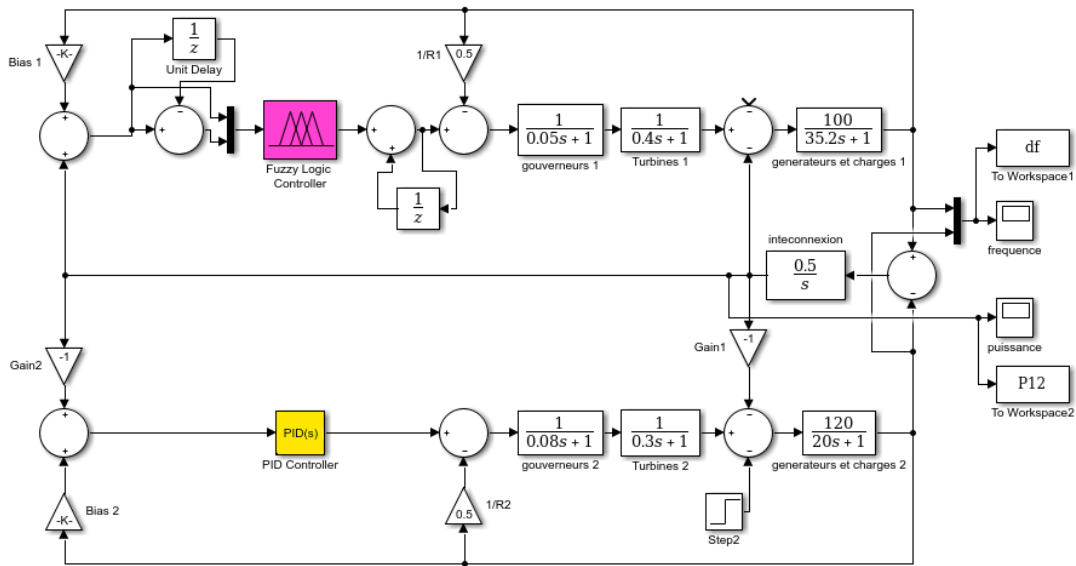 Bias 1
-K-
+
+
1
z
Unit Delay
+
−
Fuzzy Logic
Controller
+
+
1
z
1/R1
0.5
+
−
1
0.05s + 1
gouverneurs 1
1
0.4s + 1
Turbines 1
+
−
100
35.2s + 1
generateurs et charges 1
df
To Workspace1
frequence
inteconnexion
0.5
s
+
−
puissance
P12
To Workspace2
Gain2
-1
Gain1
-1
+
+
PID(s)
PID Controller
+
−
1
0.08s + 1
gouverneurs 2
1
0.3s + 1
Turbines 2
−
+
−
120
20s + 1
generateurs et charges 2
-K-
Bias 2
0.5
1/R2
Step2